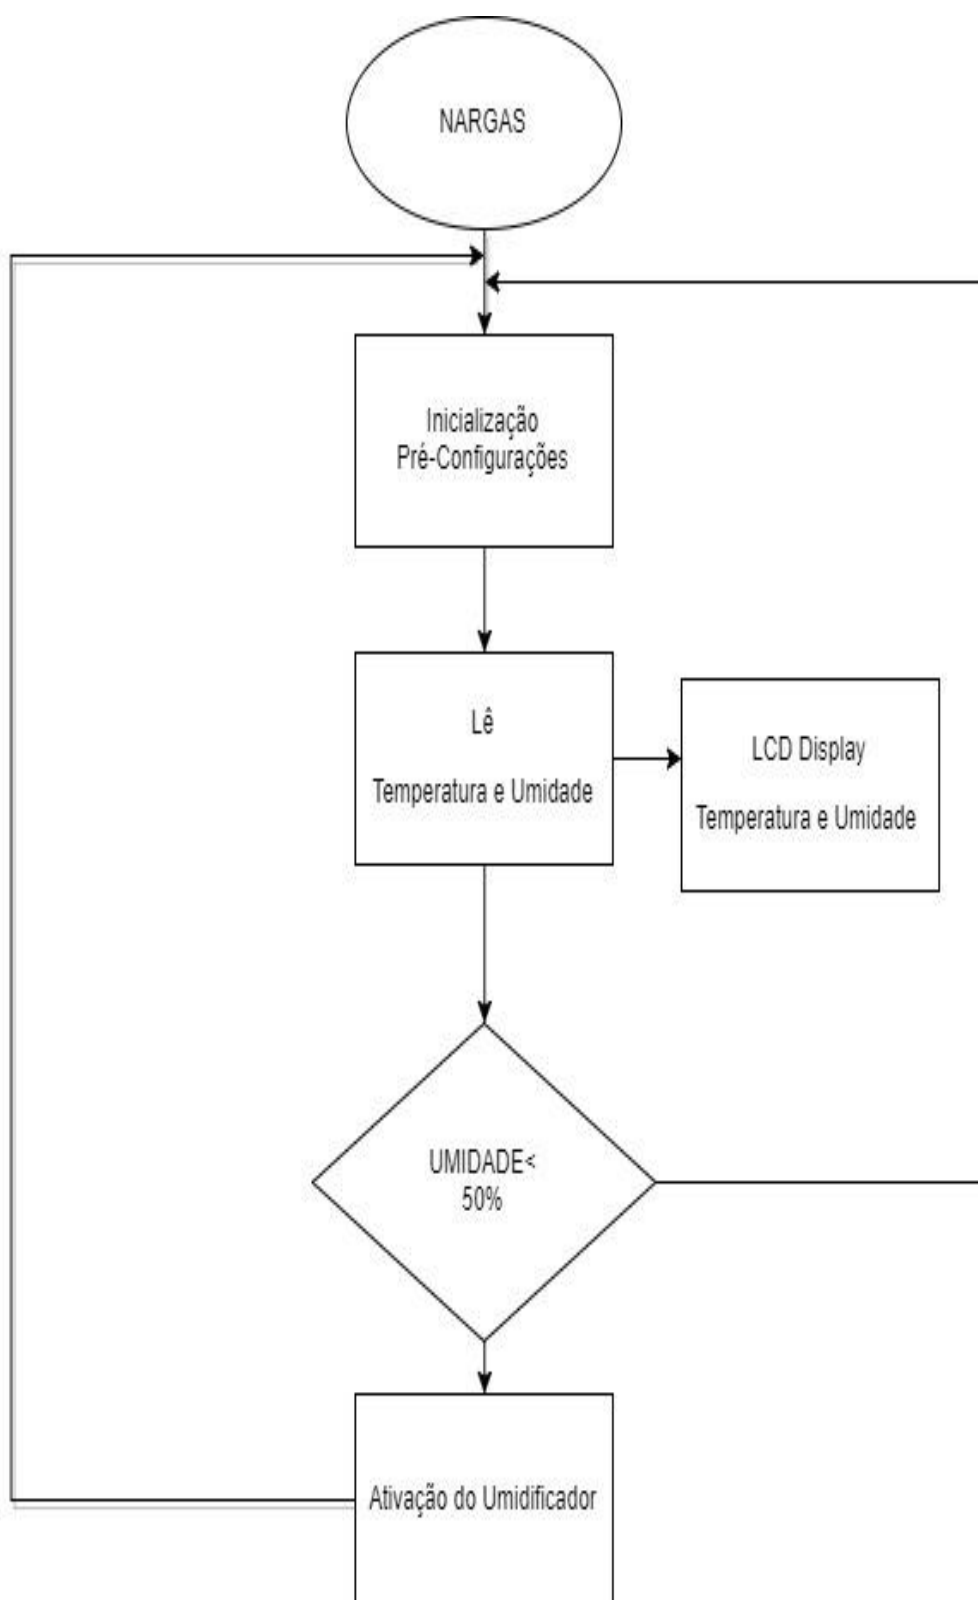 NARGAS
Inicialização
Pré-Configurações
Lê
Temperatura e Umidade
LCD Display
Temperatura e Umidade
UMIDADE<
50%
Ativação do Umidificador